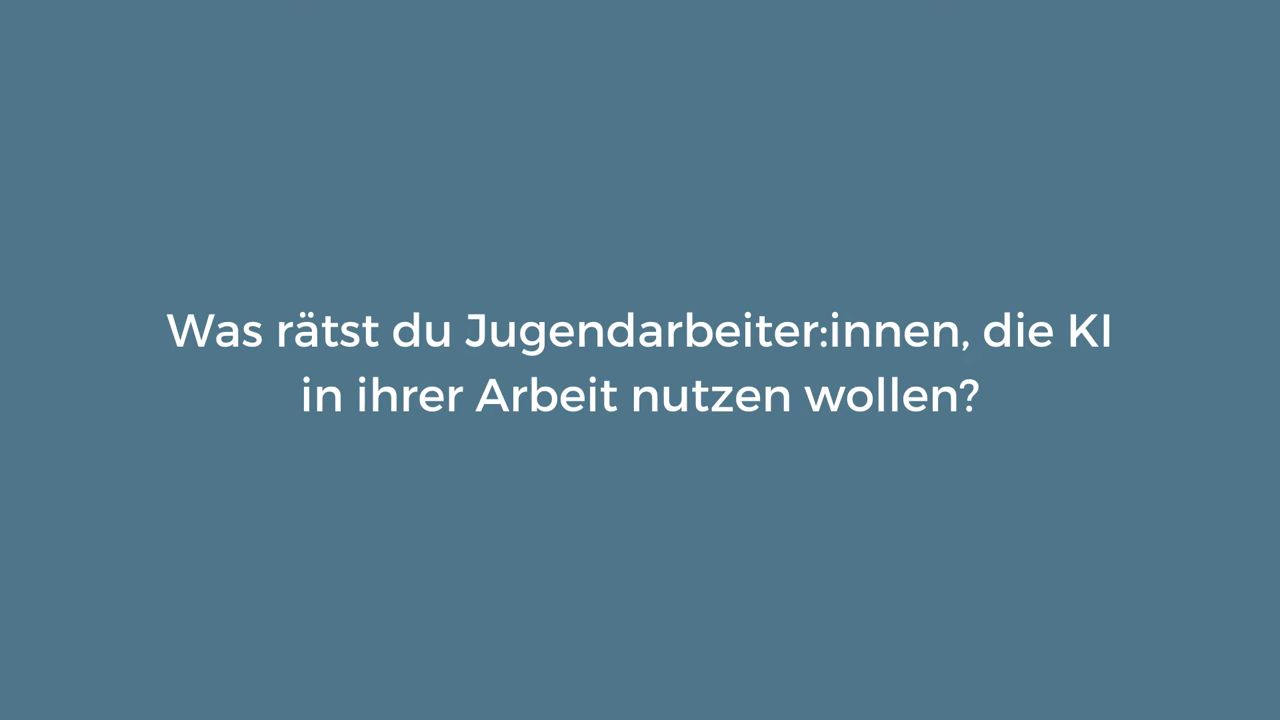 Was rätst du Jugendarbeiter:innen, die KI
in ihrer Arbeit nutzen wollen?